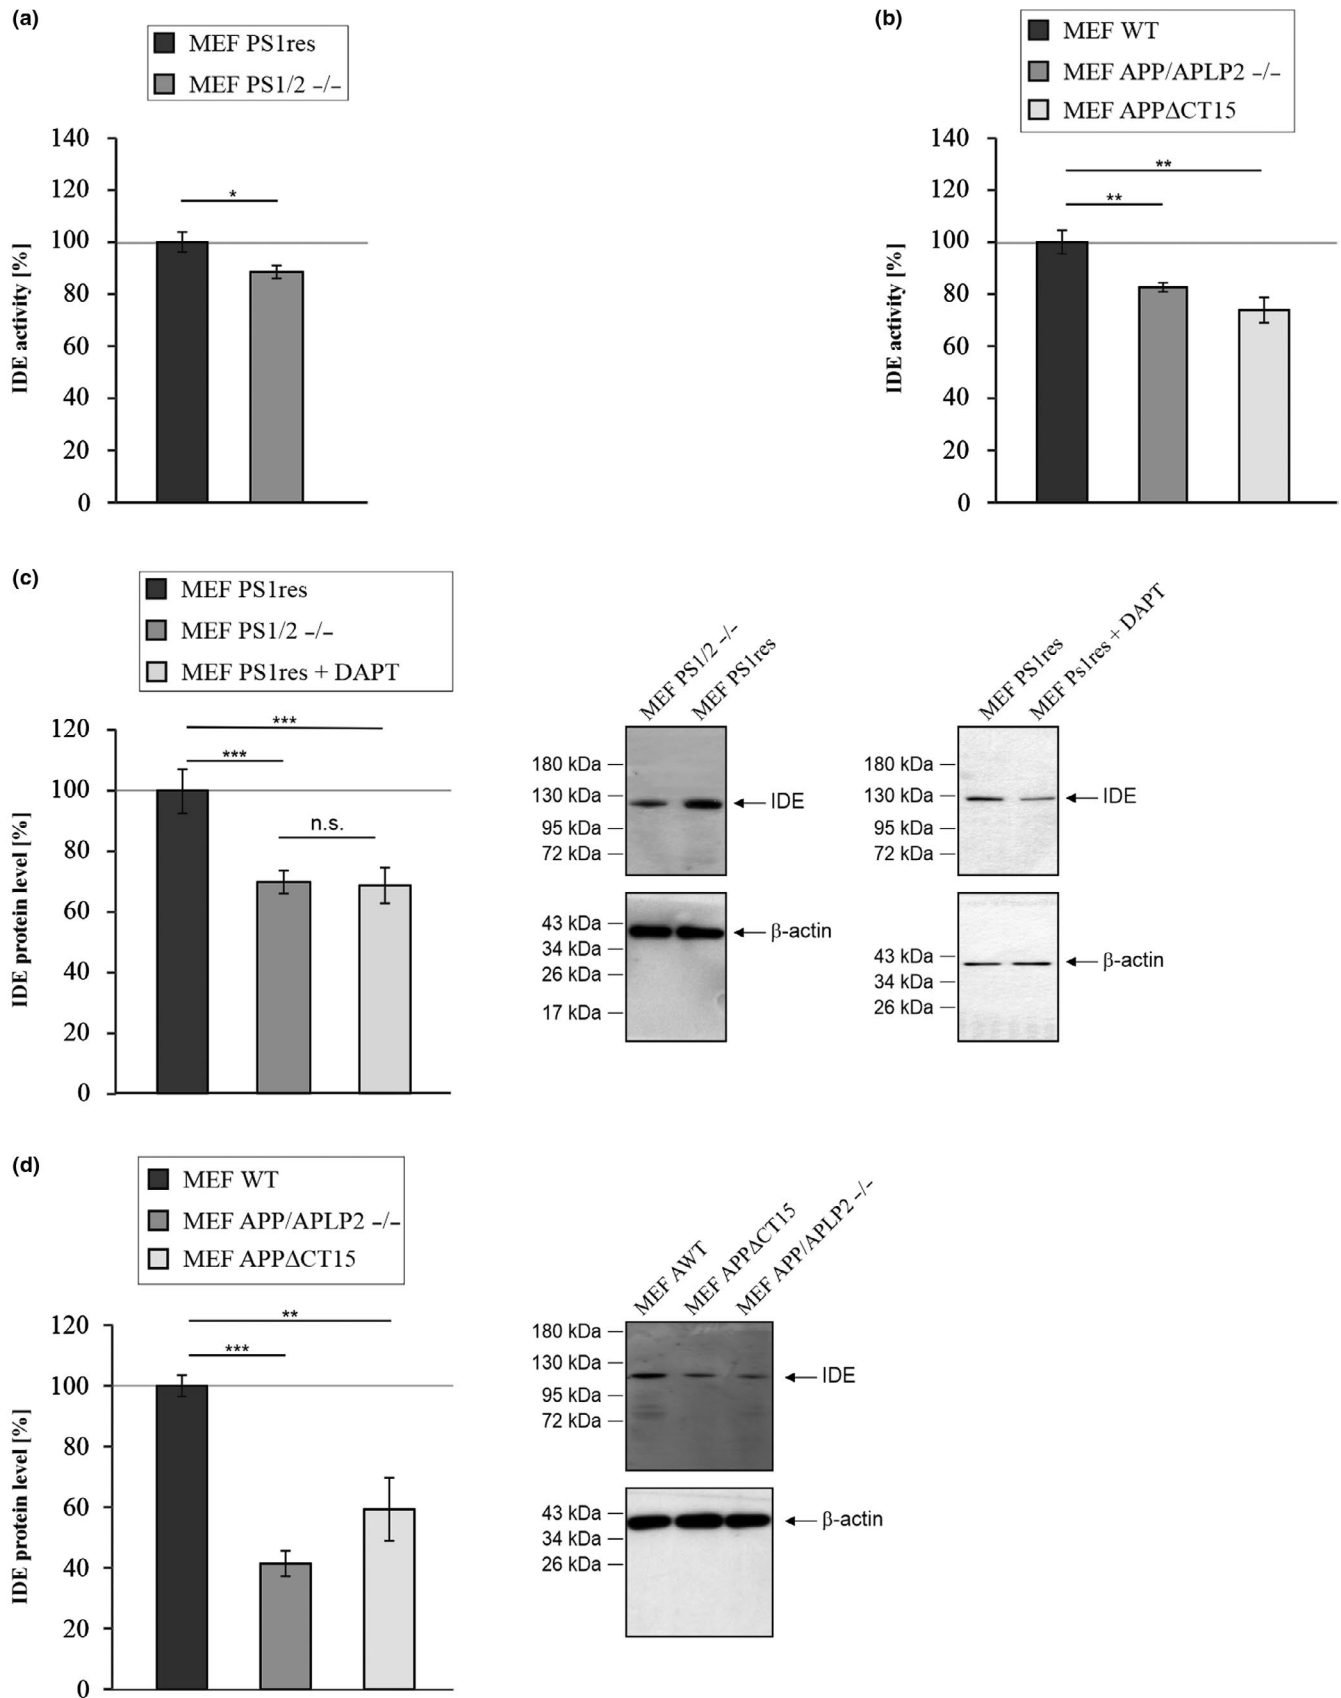 (a)
MEF PS1res
MEF PS1/2 –/–
140
120
100
80
60
40
20
0
IDE activity [%]
*
(b)
MEF WT
MEF APP/APLP2 –/–
MEF APPΔCT15
140
120
100
80
60
40
20
0
IDE activity [%]
**
**
(c)
MEF PS1res
MEF PS1/2 –/–
MEF PS1res + DAPT
120
100
80
60
40
20
0
IDE protein level [%]
***
***
n.s.
MEF PS1/2 –/–
MEF PS1res
180 kDa
130 kDa
95 kDa
72 kDa
IDE
43 kDa
34 kDa
26 kDa
17 kDa
β-actin
MEF PS1res
MEF Ps1res + DAPT
180 kDa
130 kDa
95 kDa
72 kDa
IDE
43 kDa
34 kDa
26 kDa
β-actin
(d)
MEF WT
MEF APP/APLP2 –/–
MEF APPΔCT15
120
100
80
60
40
20
0
IDE protein level [%]
**
***
MEF AWT
MEF APPΔCT15
MEF APP/APLP2 –/–
180 kDa
130 kDa
95 kDa
72 kDa
IDE
43 kDa
34 kDa
26 kDa
β-actin